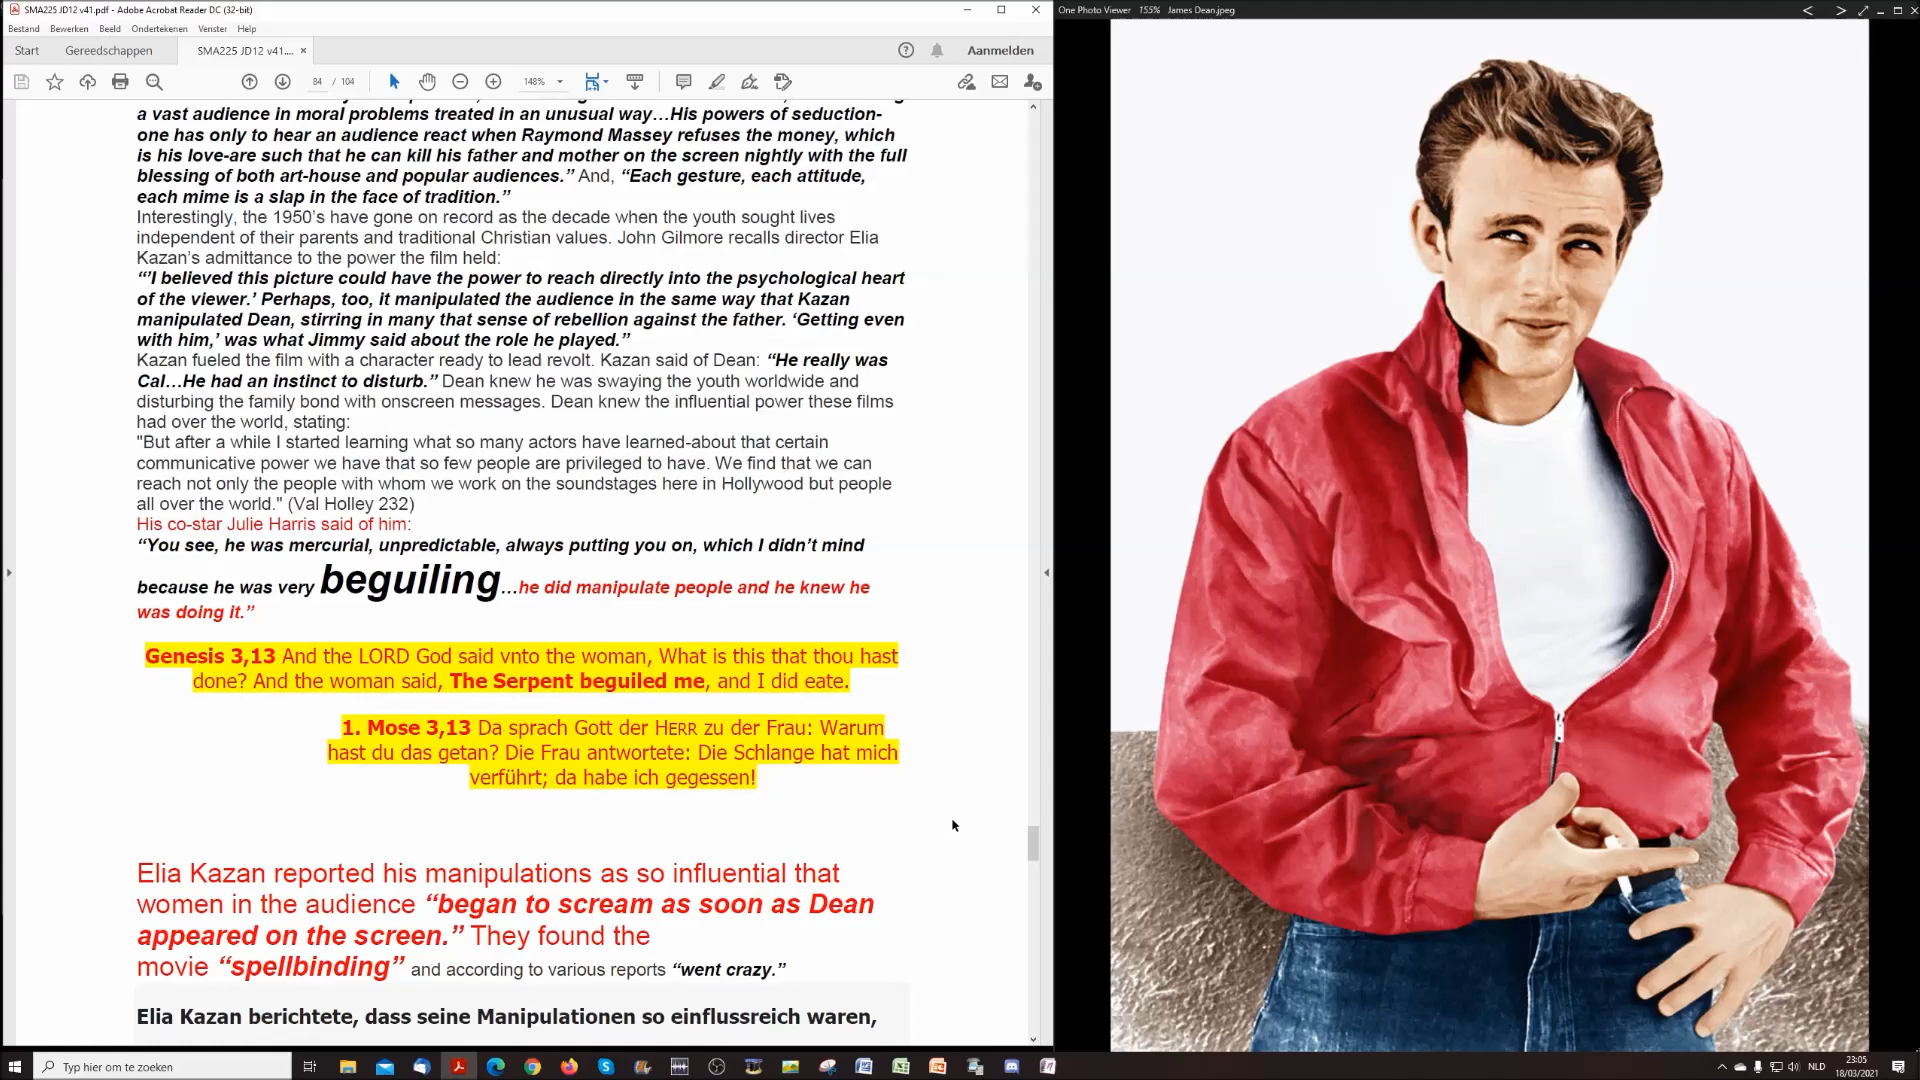 SMA225 JD12 v41.pdf - Adobe Acrobat Reader DC (32-bit)
Bestand Bewerken Beeld Ondertekenen Venster Help
Start Gereedschappen SMA225 JD12 v41.... × Aanmelden
84 / 104 148%
a vast audience in moral problems treated in an unusual way…His powers of seduction-
one has only to hear an audience react when Raymond Massey refuses the money, which
is his love-are such that he can kill his father and mother on the screen nightly with the full
blessing of both art-house and popular audiences.” And, “Each gesture, each attitude,
each mime is a slap in the face of tradition.”
Interestingly, the 1950’s have gone on record as the decade when the youth sought lives
independent of their parents and traditional Christian values. John Gilmore recalls director Elia
Kazan’s admittance to the power the film held:
“’I believed this picture could have the power to reach directly into the psychological heart
of the viewer.’ Perhaps, too, it manipulated the audience in the same way that Kazan
manipulated Dean, stirring in many that sense of rebellion against the father. ‘Getting even
with him,’ was what Jimmy said about the role he played.”
Kazan fueled the film with a character ready to lead revolt. Kazan said of Dean: “He really was
Cal…He had an instinct to disturb.” Dean knew he was swaying the youth worldwide and
disturbing the family bond with onscreen messages. Dean knew the influential power these films
had over the world, stating:
"But after a while I started learning what so many actors have learned-about that certain
communicative power we have that so few people are privileged to have. We find that we can
reach not only the people with whom we work on the soundstages here in Hollywood but people
all over the world." (Val Holley 232)
His co-star Julie Harris said of him:
“You see, he was mercurial, unpredictable, always putting you on, which I didn’t mind
because he was very beguiling…he did manipulate people and he knew he
was doing it.”
Genesis 3,13 And the LORD God said vnto the woman, What is this that thou hast
done? And the woman said, The Serpent beguiled me, and I did eate.
1. Mose 3,13 Da sprach Gott der HERR zu der Frau: Warum
hast du das getan? Die Frau antwortete: Die Schlange hat mich
verführt; da habe ich gegessen!
Elia Kazan reported his manipulations as so influential that
women in the audience “began to scream as soon as Dean
appeared on the screen.” They found the
movie “spellbinding” and according to various reports “went crazy.”
Elia Kazan berichtete, dass seine Manipulationen so einflussreich waren,
One Photo Viewer 155% James Dean.jpeg
Typ hier om te zoeken
NLD
23:05
18/03/2021